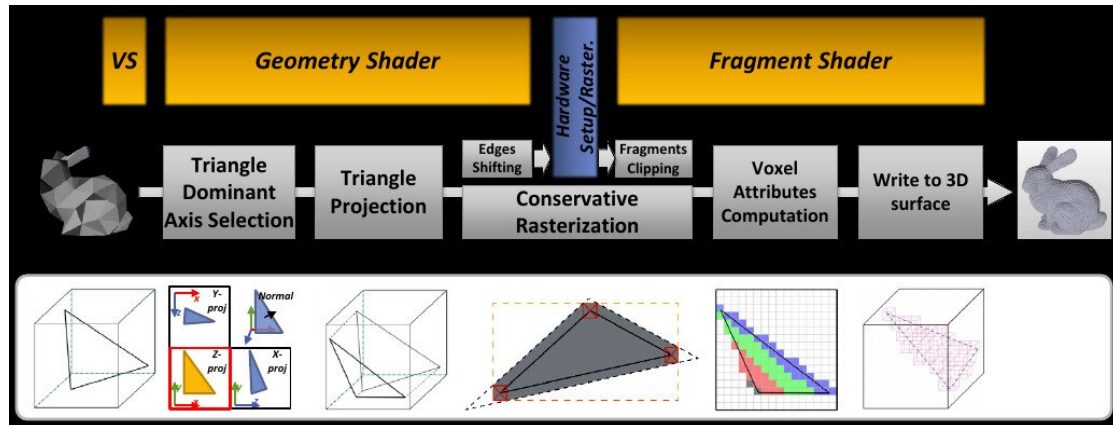 VS
Geometry Shader
Hardware
Setup/Raster.
Fragment Shader
Triangle
Dominant
Axis Selection
Triangle
Projection
Edges
Shifting
Fragments
Clipping
Conservative
Rasterization
Voxel
Attributes
Computation
Write to 3D
surface
Y-
proj
X
Z
Normal
Z-
proj
Y
X
X-
proj
Y
Z